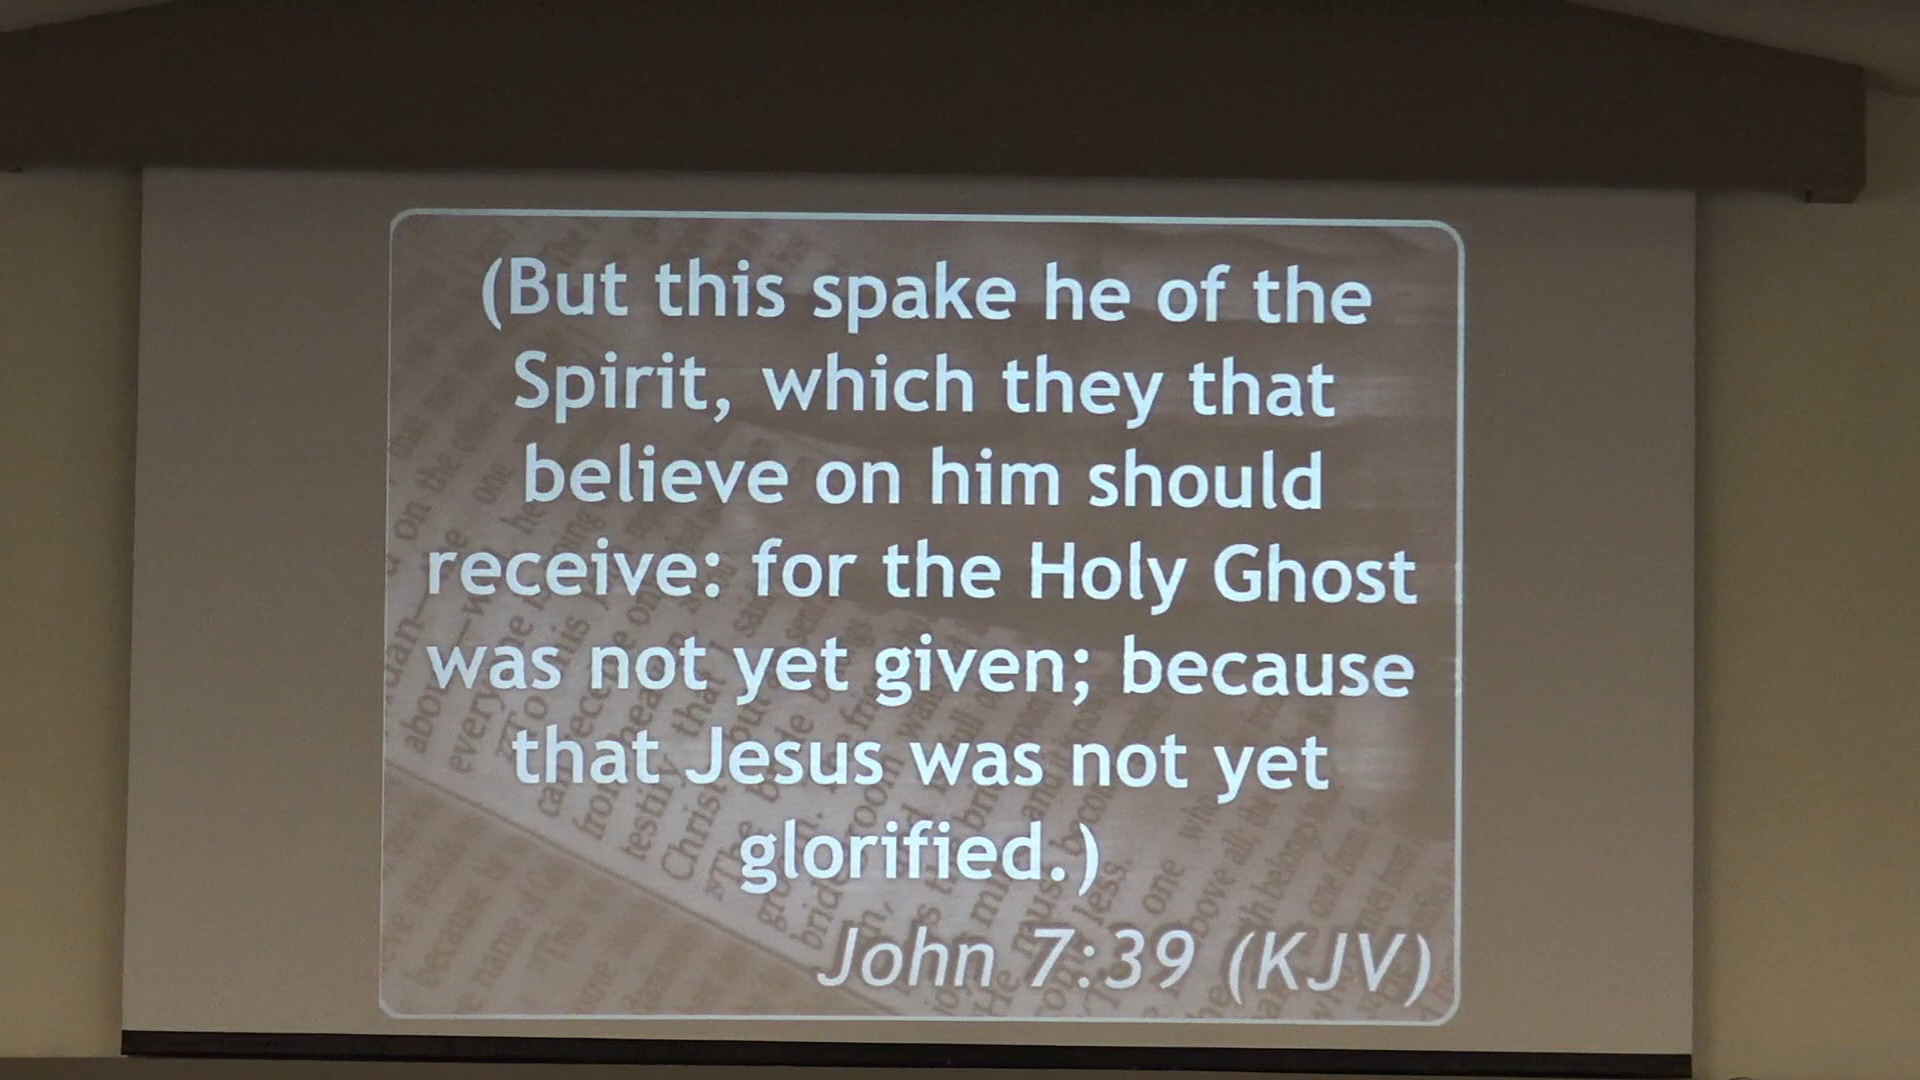 (But this spake he of the
Spirit, which they that
believe on him should
receive: for the Holy Ghost
was not yet given; because
that Jesus was not yet
glorified.)
John 7:39 (KJV)